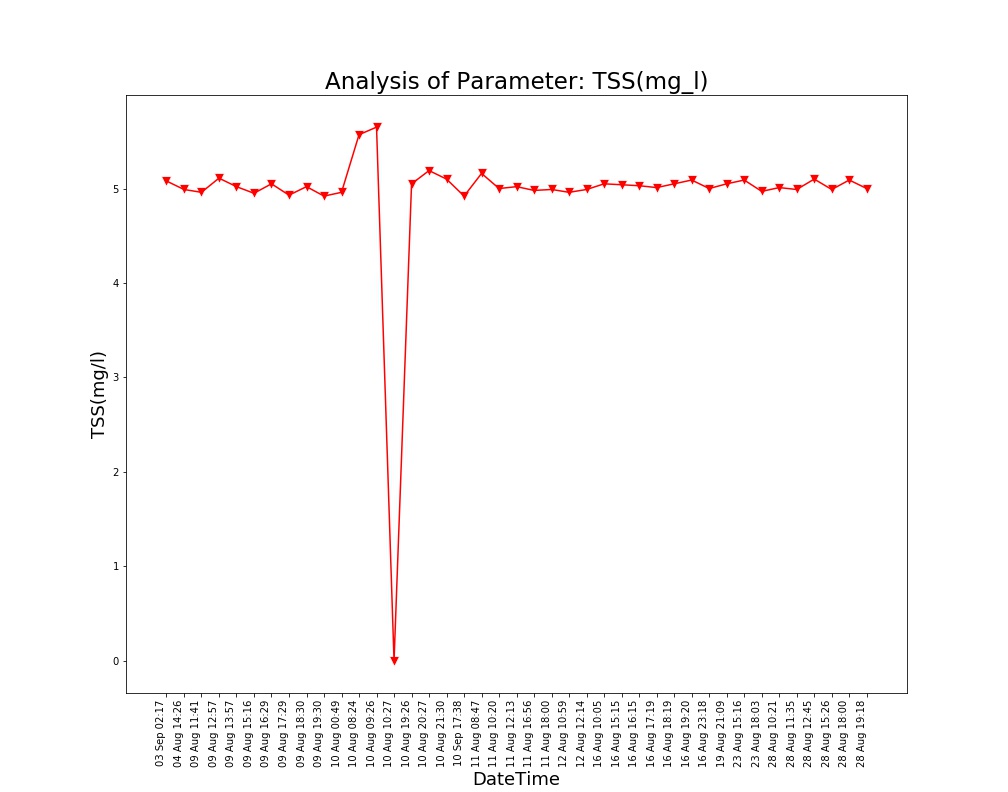 Analysis of Parameter: TSS(mg_l)
TSS(mg/l)
5
4
3
2
1
0
03 Sep 02:17
04 Aug 14:26
09 Aug 11:41
09 Aug 12:57
09 Aug 13:57
09 Aug 15:16
09 Aug 16:29
09 Aug 17:29
09 Aug 18:30
09 Aug 19:30
10 Aug 00:49
10 Aug 08:24
10 Aug 09:26
10 Aug 10:27
10 Aug 19:26
10 Aug 20:27
10 Aug 21:30
10 Sep 17:38
11 Aug 08:47
11 Aug 10:20
11 Aug 12:13
11 Aug 16:56
11 Aug 18:00
12 Aug 10:59
12 Aug 12:14
16 Aug 10:05
16 Aug 15:15
16 Aug 16:15
16 Aug 17:19
16 Aug 18:19
16 Aug 19:20
16 Aug 23:18
19 Aug 21:09
23 Aug 15:16
23 Aug 18:03
28 Aug 10:21
28 Aug 11:35
28 Aug 12:45
28 Aug 15:26
28 Aug 18:00
28 Aug 19:18
DateTime